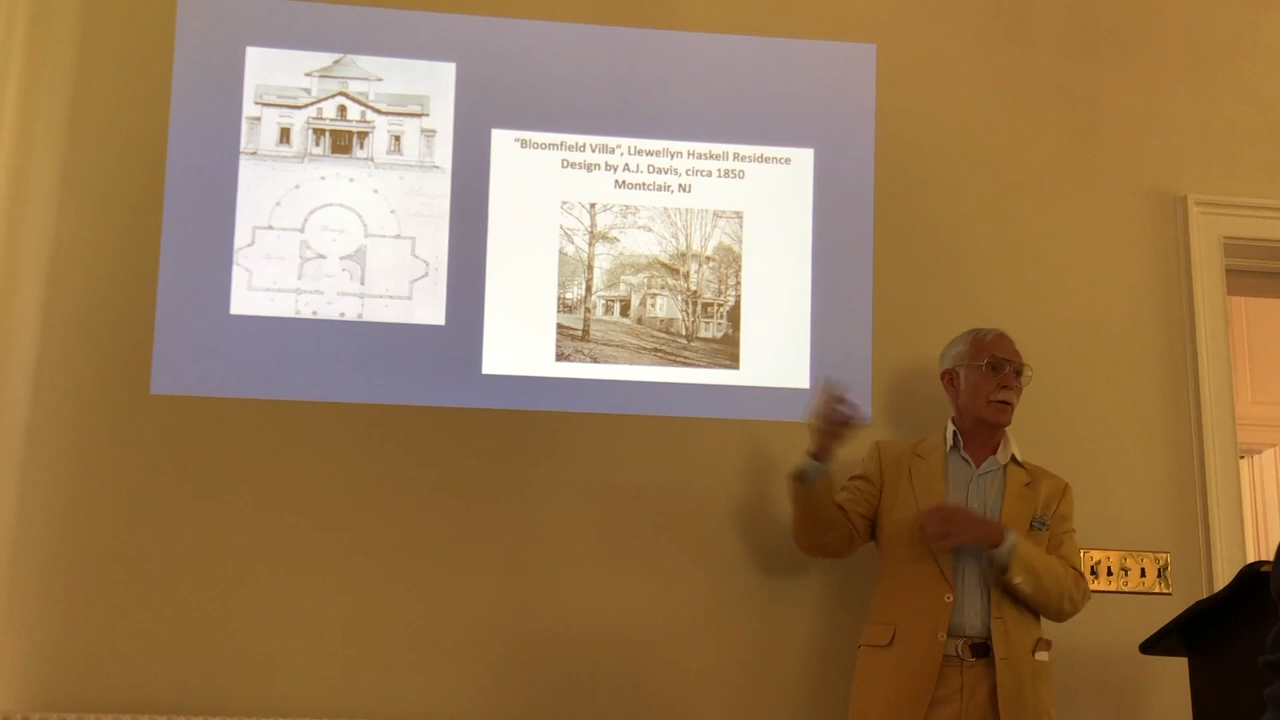 “Bloomfield Villa”, Llewellyn Haskell Residence
Design by A.J. Davis, circa 1850
Montclair, NJ